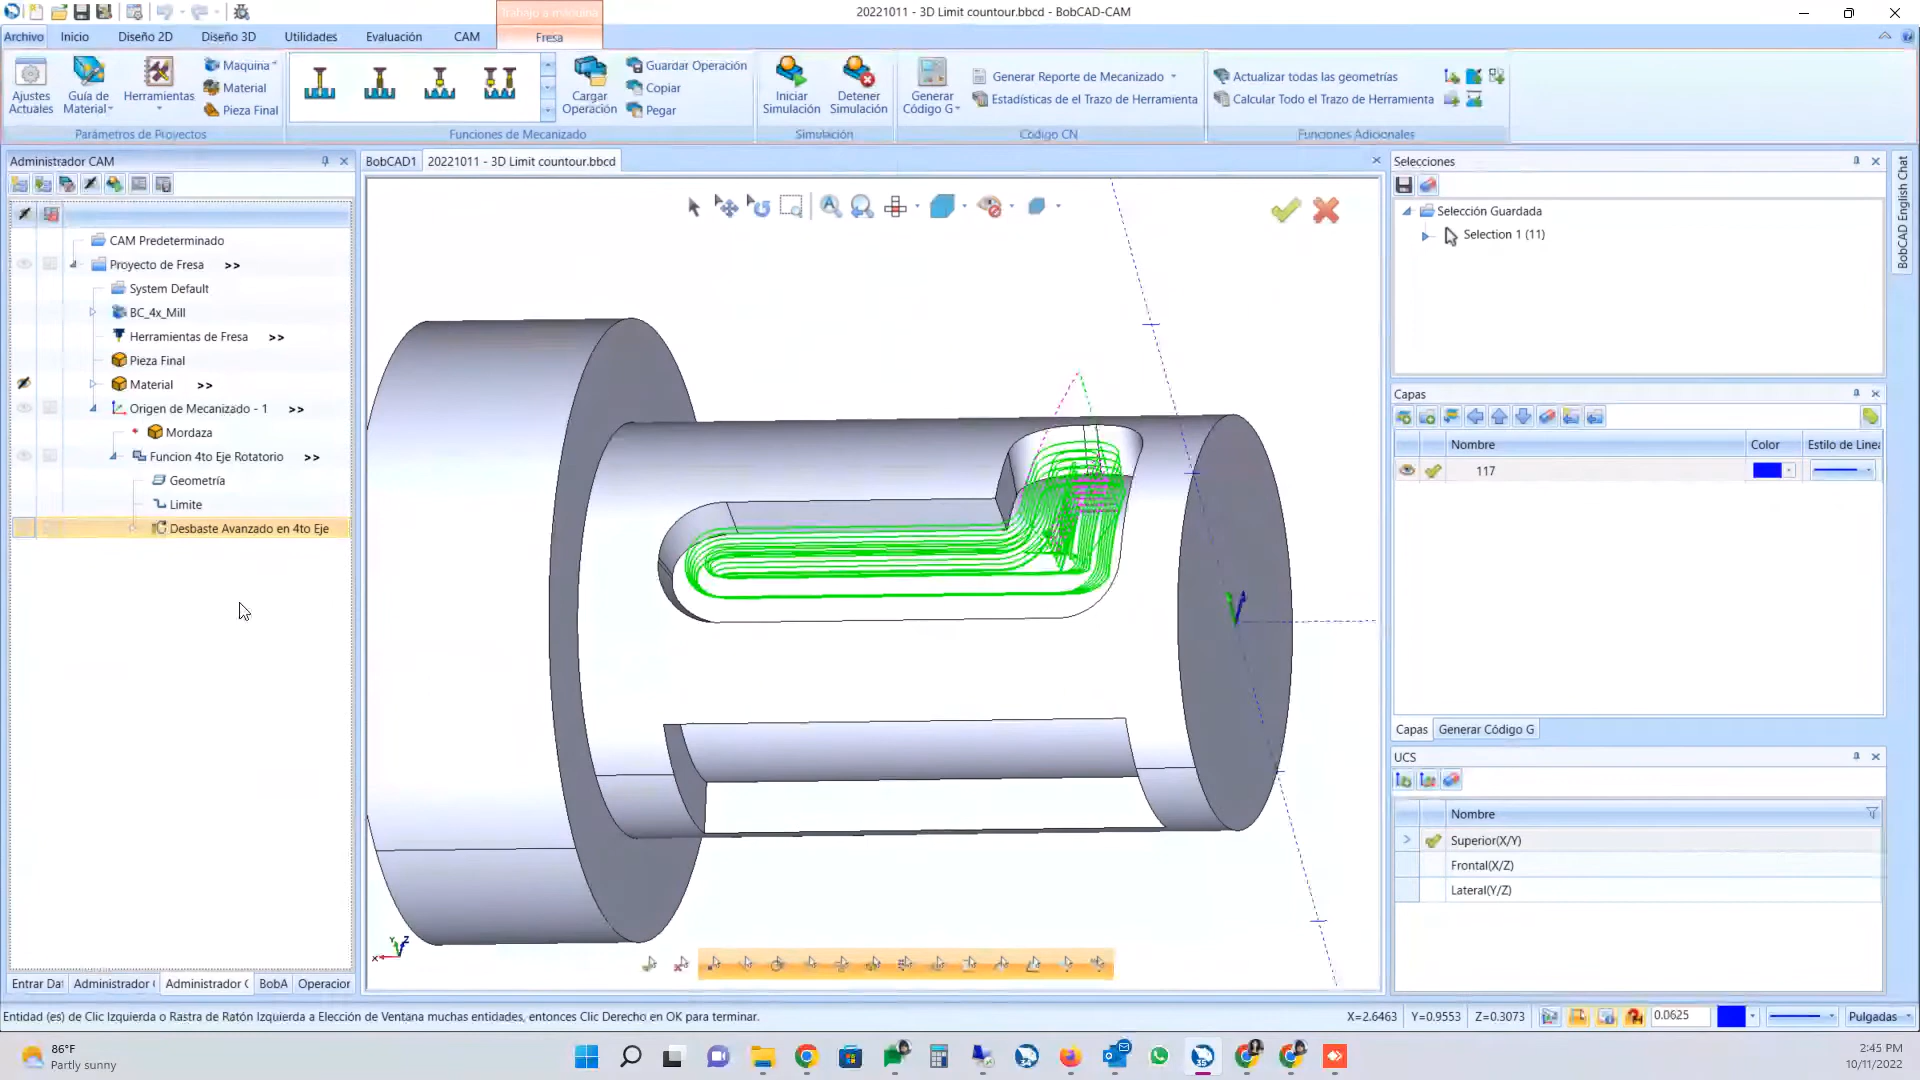 20221011 - 3D Limit countour.bbcd - BobCAD-CAM
Trabajo a maquina
Archivo
Inicio
Diseño 2D
Diseño 3D
Utilidades
Evaluación
CAM
Fresa
Ajustes Actuales
Guía de Material
Herramientas
Maquina
Material
Pieza Final
Parámetros de Proyectos
Funciones de Mecanizado
Cargar Operación
Guardar Operación
Copiar
Pegar
Iniciar Simulación
Detener Simulación
Simulación
Generar Código G
Generar Reporte de Mecanizado
Estadísticas de el Trazo de Herramienta
Código CN
Actualizar todas las geometrías
Calcular Todo el Trazo de Herramienta
Funciones Adicionales
Administrador CAM
BobCAD1
20221011 - 3D Limit countour.bbcd
CAM Predeterminado
Proyecto de Fresa >>
System Default
BC_4x_Mill
Herramientas de Fresa >>
Pieza Final
Material >>
Origen de Mecanizado - 1 >>
Mordaza
Funcion 4to Eje Rotatorio >>
Geometría
Limite
Desbaste Avanzado en 4to Eje
Selecciones
Selección Guardada
Selection 1 (11)
BobCAD English Chat
Capas
Nombre
Color
Estilo de Linea
117
Capas
Generar Código G
UCS
Nombre
Superior(X/Y)
Frontal(X/Z)
Lateral(Y/Z)
Y
Z
X
Entrar Dat
Administrador (
Administrador C
BobA
Operacior
Entidad (es) de Clic Izquierda o Rastra de Ratón Izquierda a Elección de Ventana muchas entidades, entonces Clic Derecho en OK para terminar.
X=2.6463
Y=0.9553
Z=0.3073
0.0625
Pulgadas
86°F
Partly sunny
2:45 PM
10/11/2022